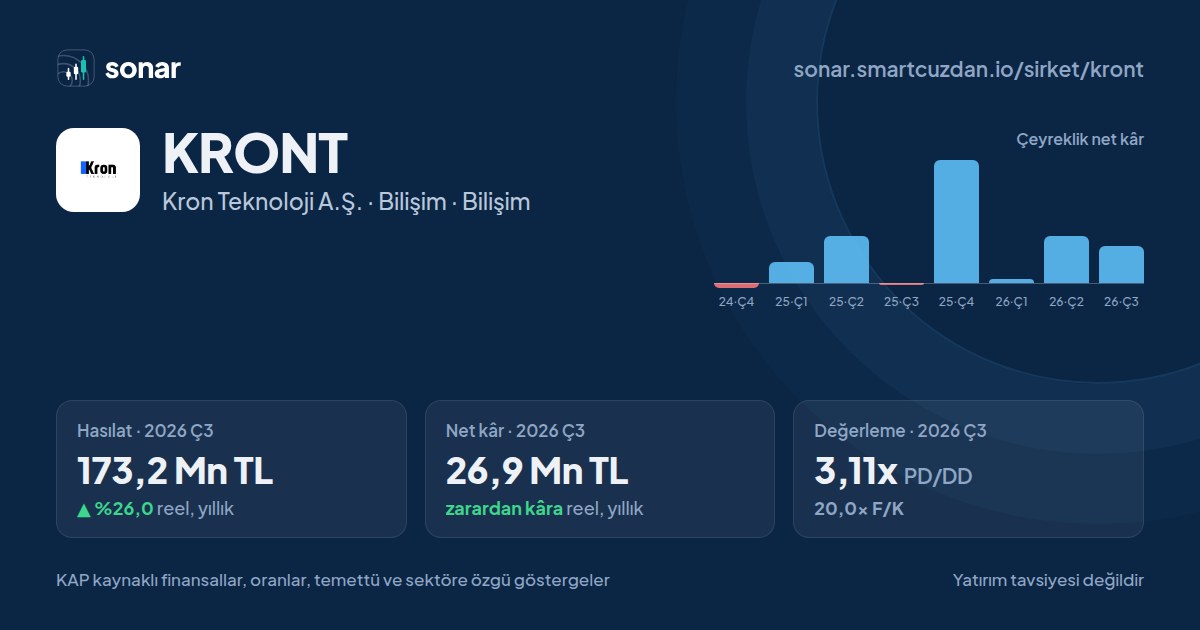 sonar
sonar.smartcuzdan.io/sirket/kront
Kron
KRONT
Kron Teknoloji A.Ş. · Bilişim · Bilişim
Çeyreklik net kâr
24·Ç4 25·Ç1 25·Ç2 25·Ç3 25·Ç4 26·Ç1 26·Ç2 26·Ç3
Hasılat · 2026 Ç3
173,2 Mn TL
▲ %26,0 reel, yıllık
Net kâr · 2026 Ç3
26,9 Mn TL
zarardan kâra reel, yıllık
Değerleme · 2026 Ç3
3,11x PD/DD
20,0× F/K
KAP kaynaklı finansallar, oranlar, temettü ve sektöre özgü göstergeler
Yatırım tavsiyesi değildir